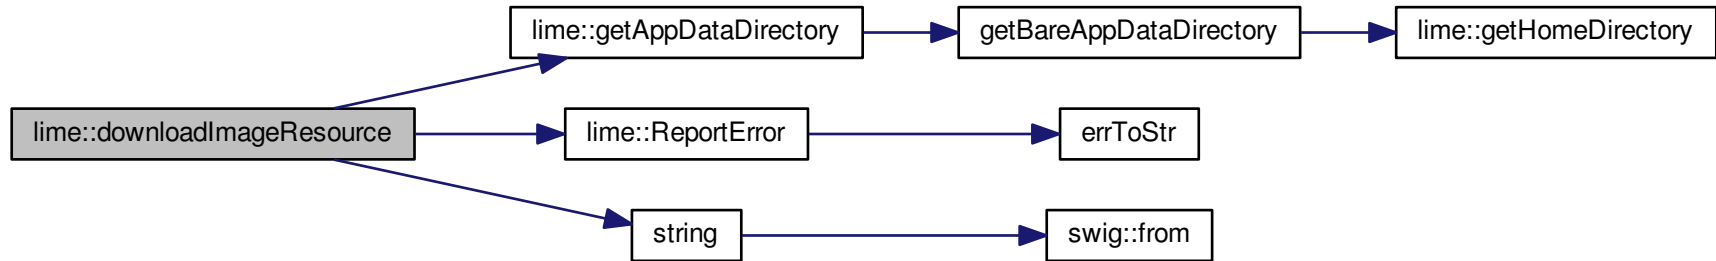 lime::getAppDataDirectory
getBareAppDataDirectory
lime::getHomeDirectory
lime::downloadImageResource
lime::ReportError
errToStr
string
swig::from